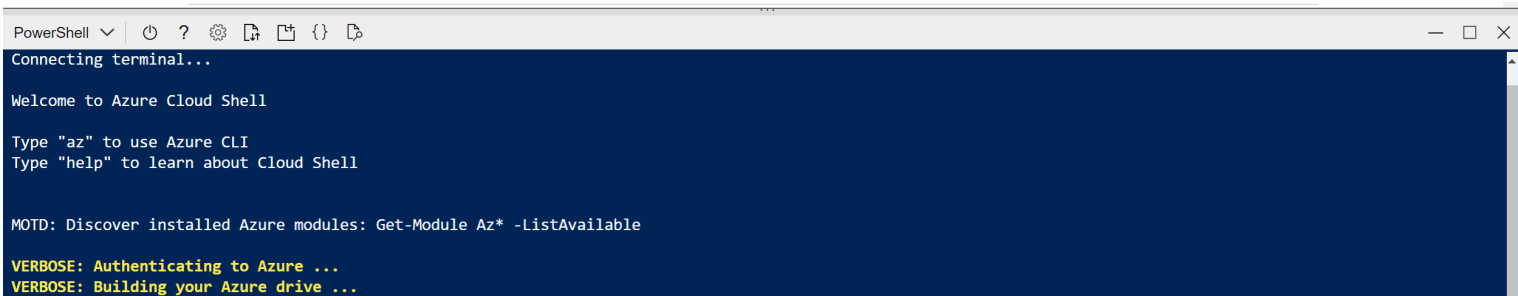 PowerShell ?  {}
Connecting terminal...
Welcome to Azure Cloud Shell
Type "az" to use Azure CLI
Type "help" to learn about Cloud Shell
MOTD: Discover installed Azure modules: Get-Module Az* -ListAvailable
VERBOSE: Authenticating to Azure ...
VERBOSE: Building your Azure drive ...